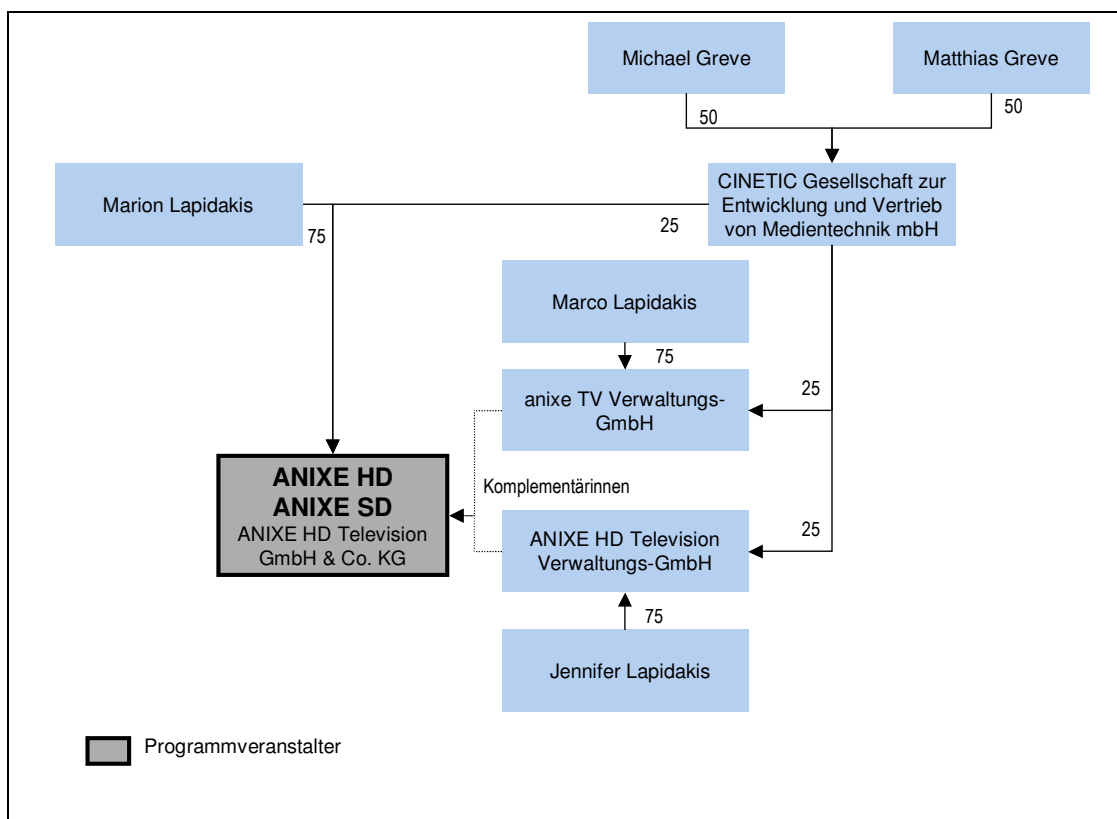 Michael Greve
Matthias Greve
50
50
Marion Lapidakis
CINETIC Gesellschaft zur
Entwicklung und Vertrieb
von Medientechnik mbH
75
25
Marco Lapidakis
75
anixe TV Verwaltungs-
GmbH
25
ANIXE HD
ANIXE SD
ANIXE HD Television
GmbH & Co. KG
Komplementärinnen
ANIXE HD Television
Verwaltungs-GmbH
25
75
Jennifer Lapidakis
Programmveranstalter